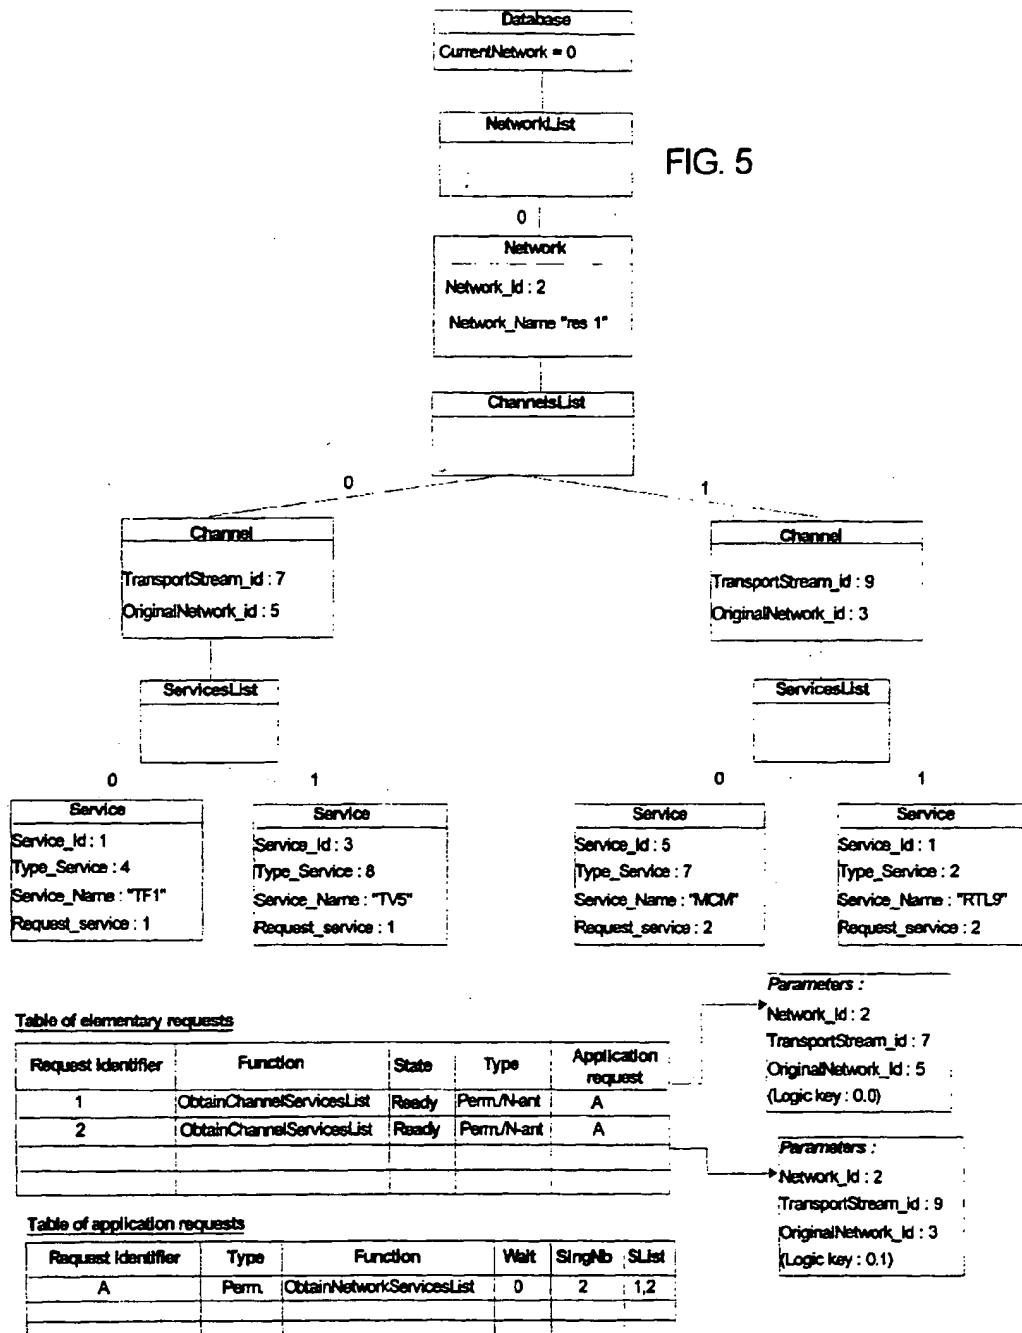 Database
CurrentNetwork = 0
NetworkList
FIG. 5
0
Network
Network_Id : 2
Network_Name "res 1"
ChannelsList
0
1
Channel
TransportStream_id : 7
OriginalNetwork_id : 5
Channel
TransportStream_id : 9
OriginalNetwork_id : 3
ServicesList
ServicesList
0
1
0
1
Service
Service_Id : 1
Type_Service : 4
Service_Name : "TF1"
Request_service : 1
Service
Service_Id : 3
Type_Service : 8
Service_Name : "TV5"
Request_service : 1
Service
Service_Id : 5
Type_Service : 7
Service_Name : "MCM"
Request_service : 2
Service
Service_Id : 1
Type_Service : 2
Service_Name : "RTL9"
Request_service : 2
Table of elementary requests
Request Identifier Function State Type Application request
1 ObtainChannelServicesList Ready Perm./N-ant A
2 ObtainChannelServicesList Ready Perm./N-ant A
Parameters :
Network_Id : 2
TransportStream_id : 7
OriginalNetwork_Id : 5
(Logic key : 0.0)
Parameters :
Network_Id : 2
TransportStream_id : 9
OriginalNetwork_Id : 3
(Logic key : 0.1)
Table of application requests
Request Identifier Type Function Wait SingNb SList
A Perm. ObtainNetworkServicesList 0 2 1,2